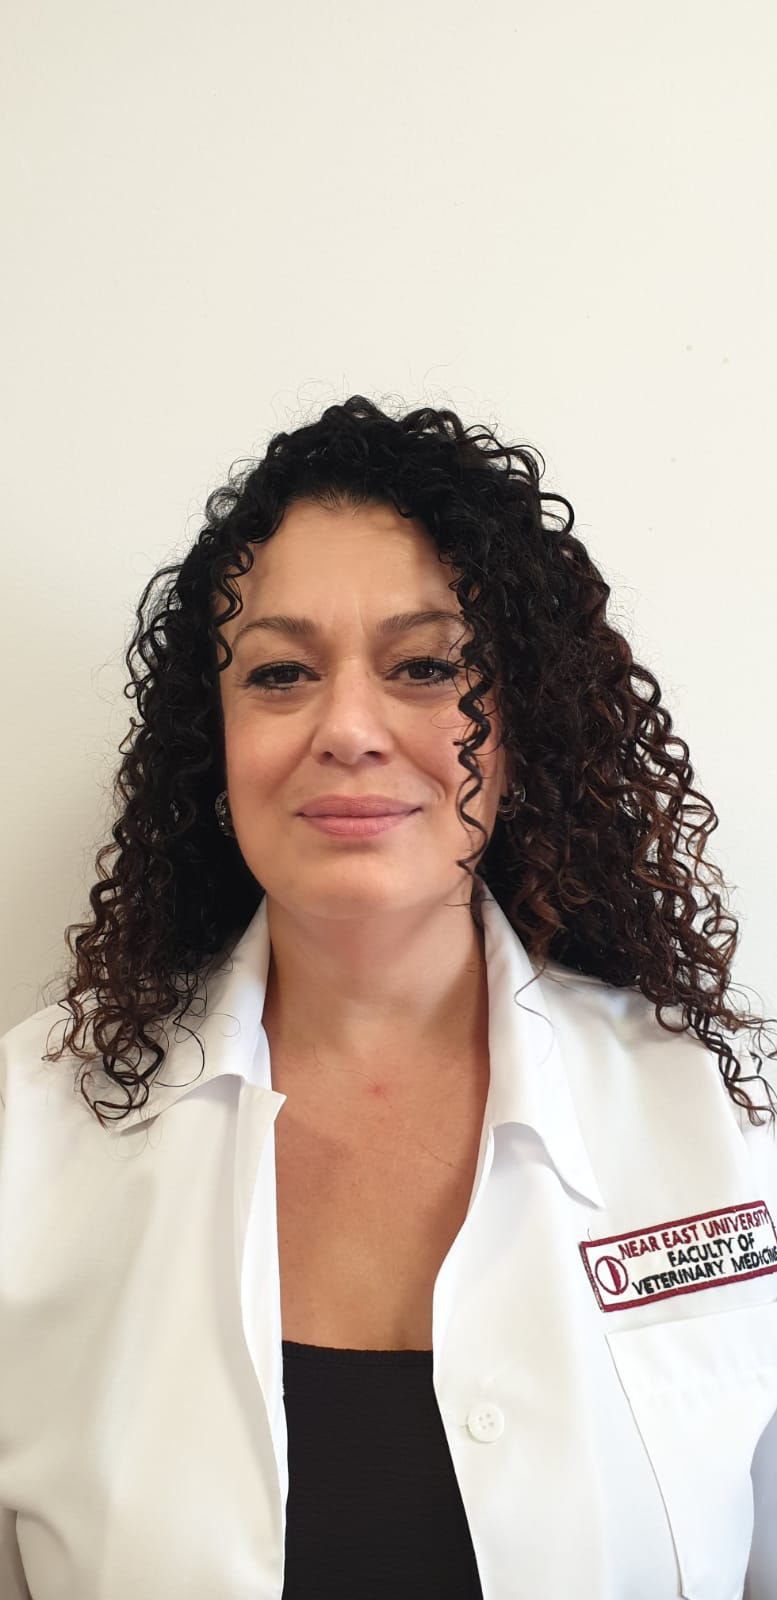 NEAR EAST UNIVERSITY
FACULTY OF
VETERINARY MEDICINE